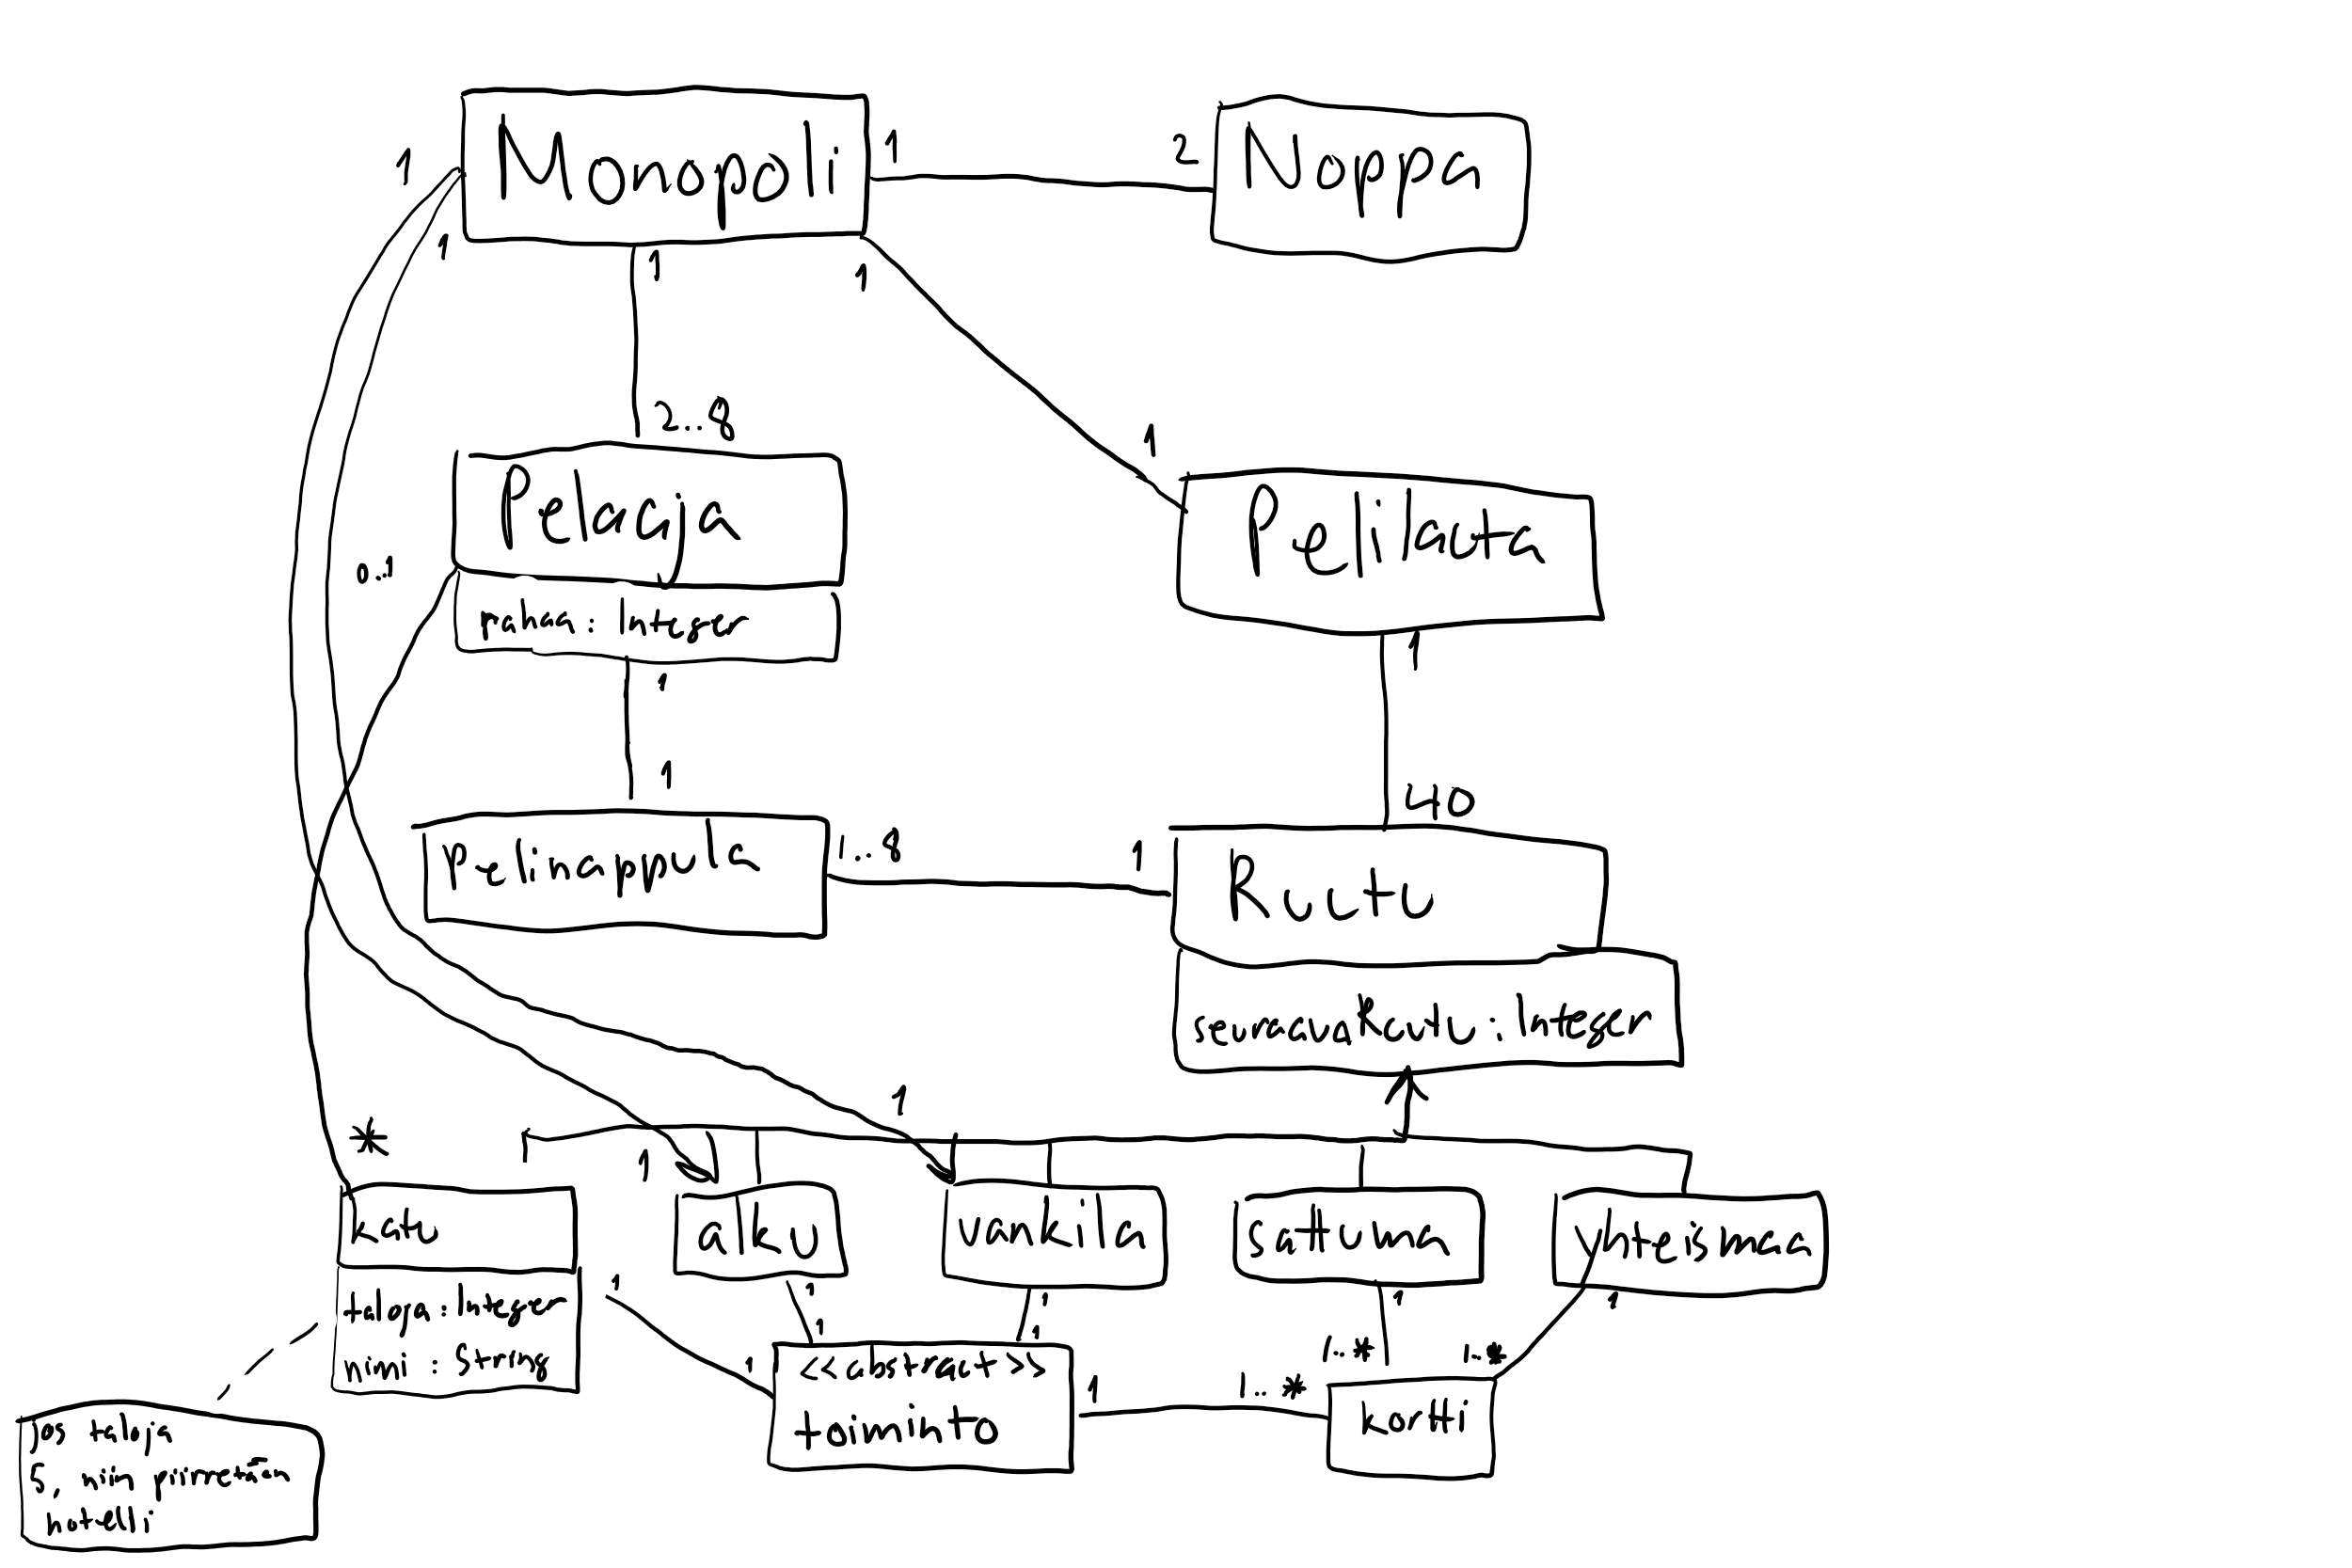 Monopoli
Noppa
1
1
2
1
1
1
2..8
1
Pelaaja
Pelilauta
0..1
raha : Integer
1
1
1
40
Pelinappula
1...8
1
Ruutu
seuraavaRuutu : Integer
1
*
1
katu
alku
vankila
sattuma
yhteismaa
taloja : Integer
nimi : String
1
1
1
1
1
1
1
1
1..*
1..*
<<abstract>>
toiminto
1
1..*
kortti
jos taloja
5, niin piirretään
hotelli